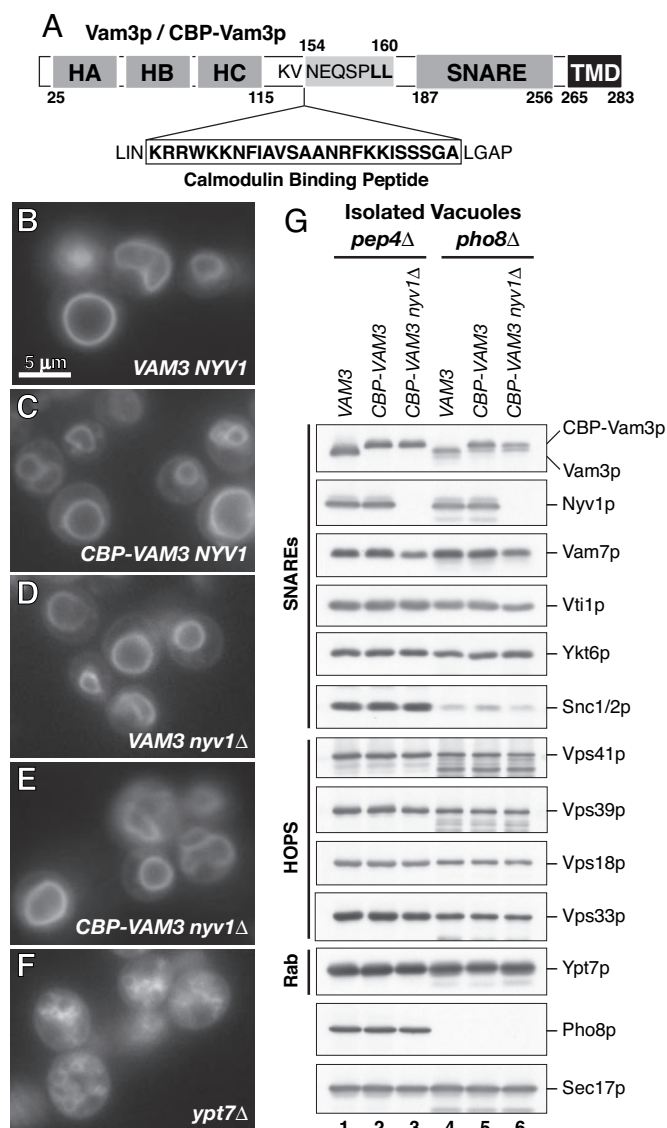 A
Vam3p / CBP-Vam3p
154
160
HA
HB
HC
KV
NEQSPLL
SNARE
TMD
25
115
187
256
265
283
LIN
KRRWKKNFIAVSAANRFKKISSSGA
LGAP
Calmodulin Binding Peptide
B
5 µm
VAM3 NYV1
C
CBP-VAM3 NYV1
D
VAM3 nyv1Δ
E
CBP-VAM3 nyv1Δ
F
ypt7Δ
G
Isolated Vacuoles
pep4Δ
pho8Δ
VAM3
CBP-VAM3
CBP-VAM3 nyv1Δ
VAM3
CBP-VAM3
CBP-VAM3 nyv1Δ
SNAREs
CBP-Vam3p
Vam3p
Nyv1p
Vam7p
Vti1p
Ykt6p
Snc1/2p
HOPS
Vps41p
Vps39p
Vps18p
Vps33p
Rab
Ypt7p
Pho8p
Sec17p
1 2 3 4 5 6